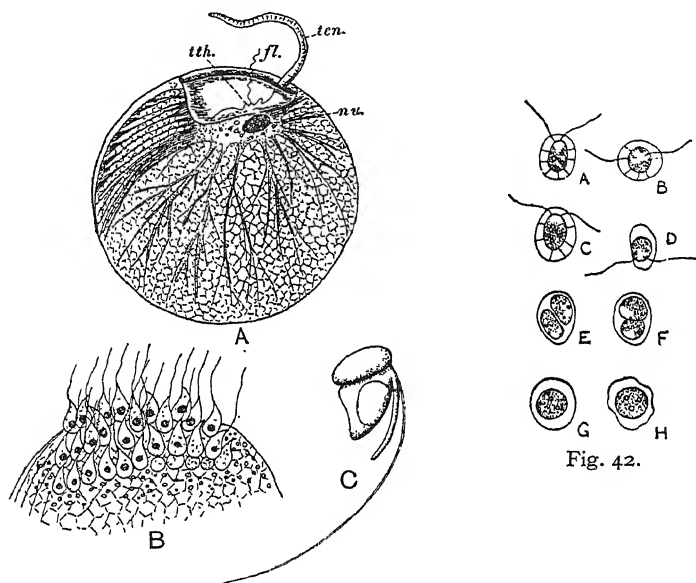 ten.
tth. fl.
nu.
A
B
C
A B
C D
E F
G H
Fig. 42.